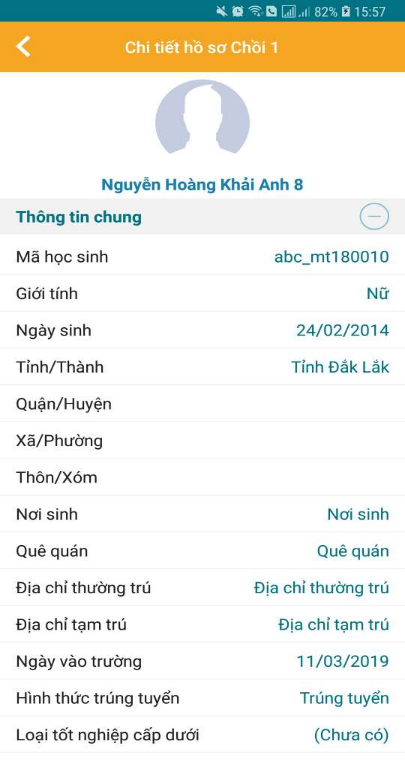 82% 15:57
Chi tiết hồ sơ Chồi 1
Nguyễn Hoàng Khải Anh 8
Thông tin chung
Mã học sinh abc_mt180010
Giới tính Nữ
Ngày sinh 24/02/2014
Tỉnh/Thành Tỉnh Đắk Lắk
Quận/Huyện
Xã/Phường
Thôn/Xóm
Nơi sinh Nơi sinh
Quê quán Quê quán
Địa chỉ thường trú Địa chỉ thường trú
Địa chỉ tạm trú Địa chỉ tạm trú
Ngày vào trường 11/03/2019
Hình thức trúng tuyển Trúng tuyển
Loại tốt nghiệp cấp dưới (Chưa có)